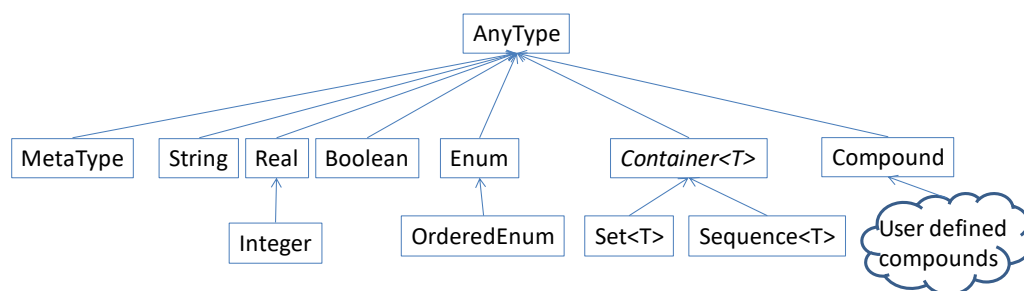 AnyType
MetaType
String
Real
Boolean
Enum
Container<T>
Compound
Integer
OrderedEnum
Set<T>
Sequence<T>
User defined
compounds